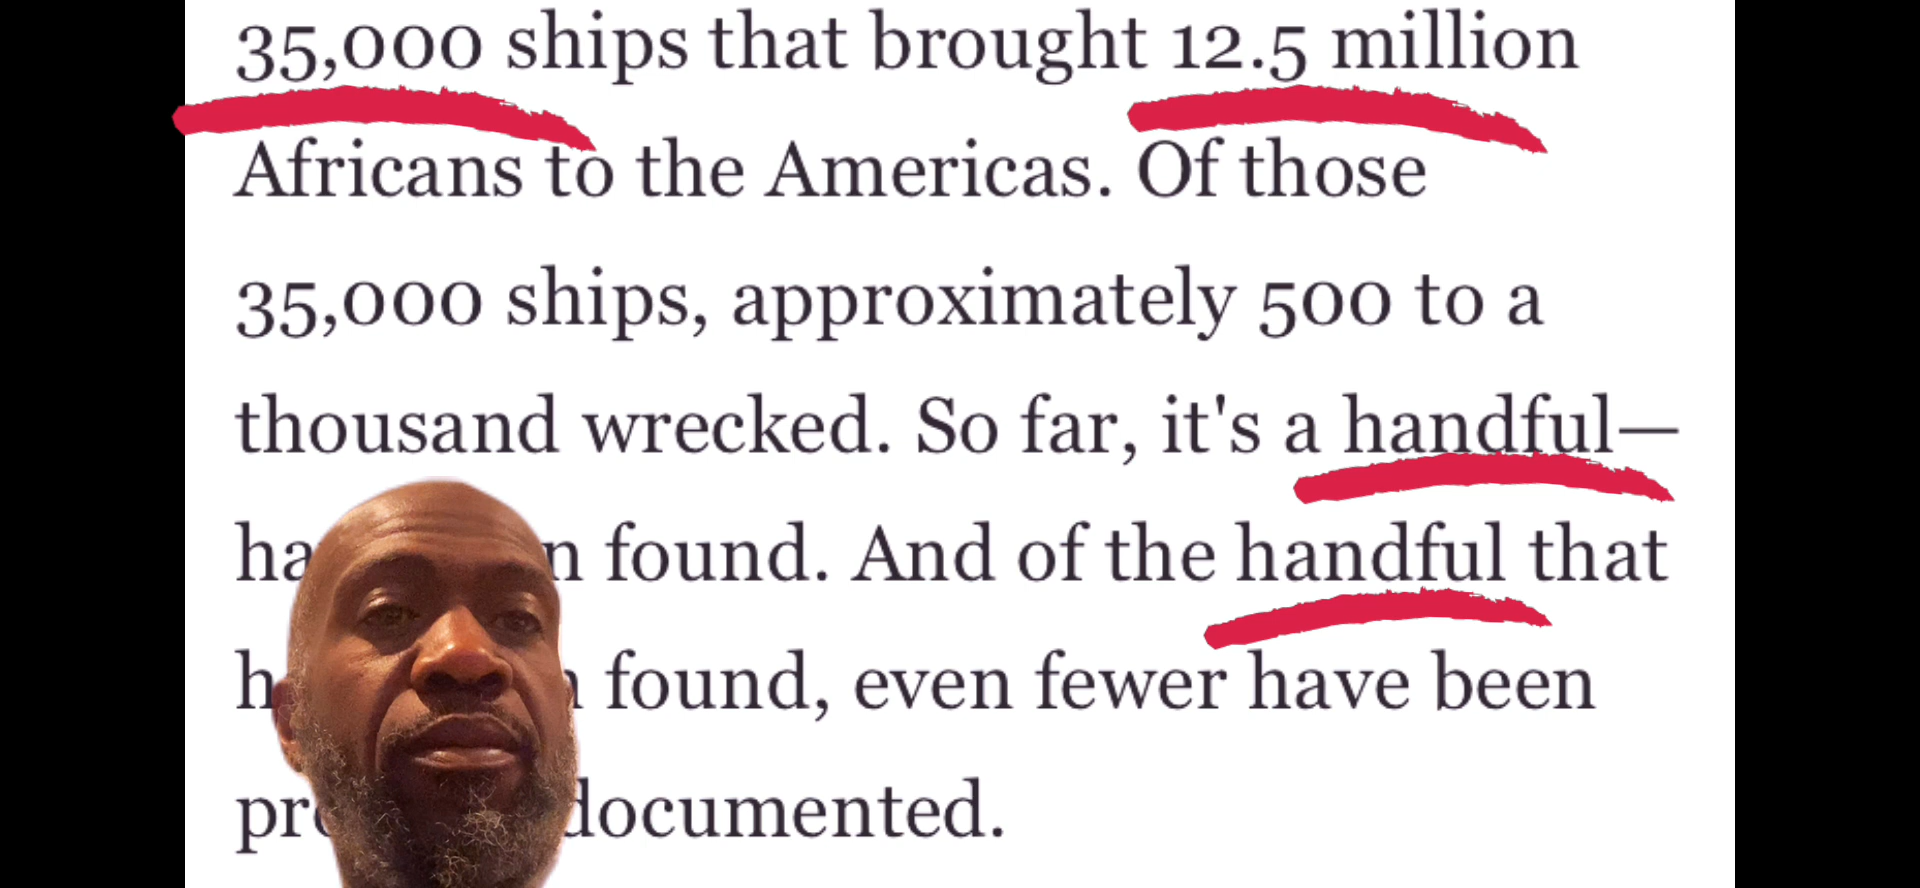 35,000 ships that brought 12.5 million
Africans to the Americas. Of those
35,000 ships, approximately 500 to a
thousand wrecked. So far, it's a handful—
found. And of the handful that
found, even fewer have been
documented.